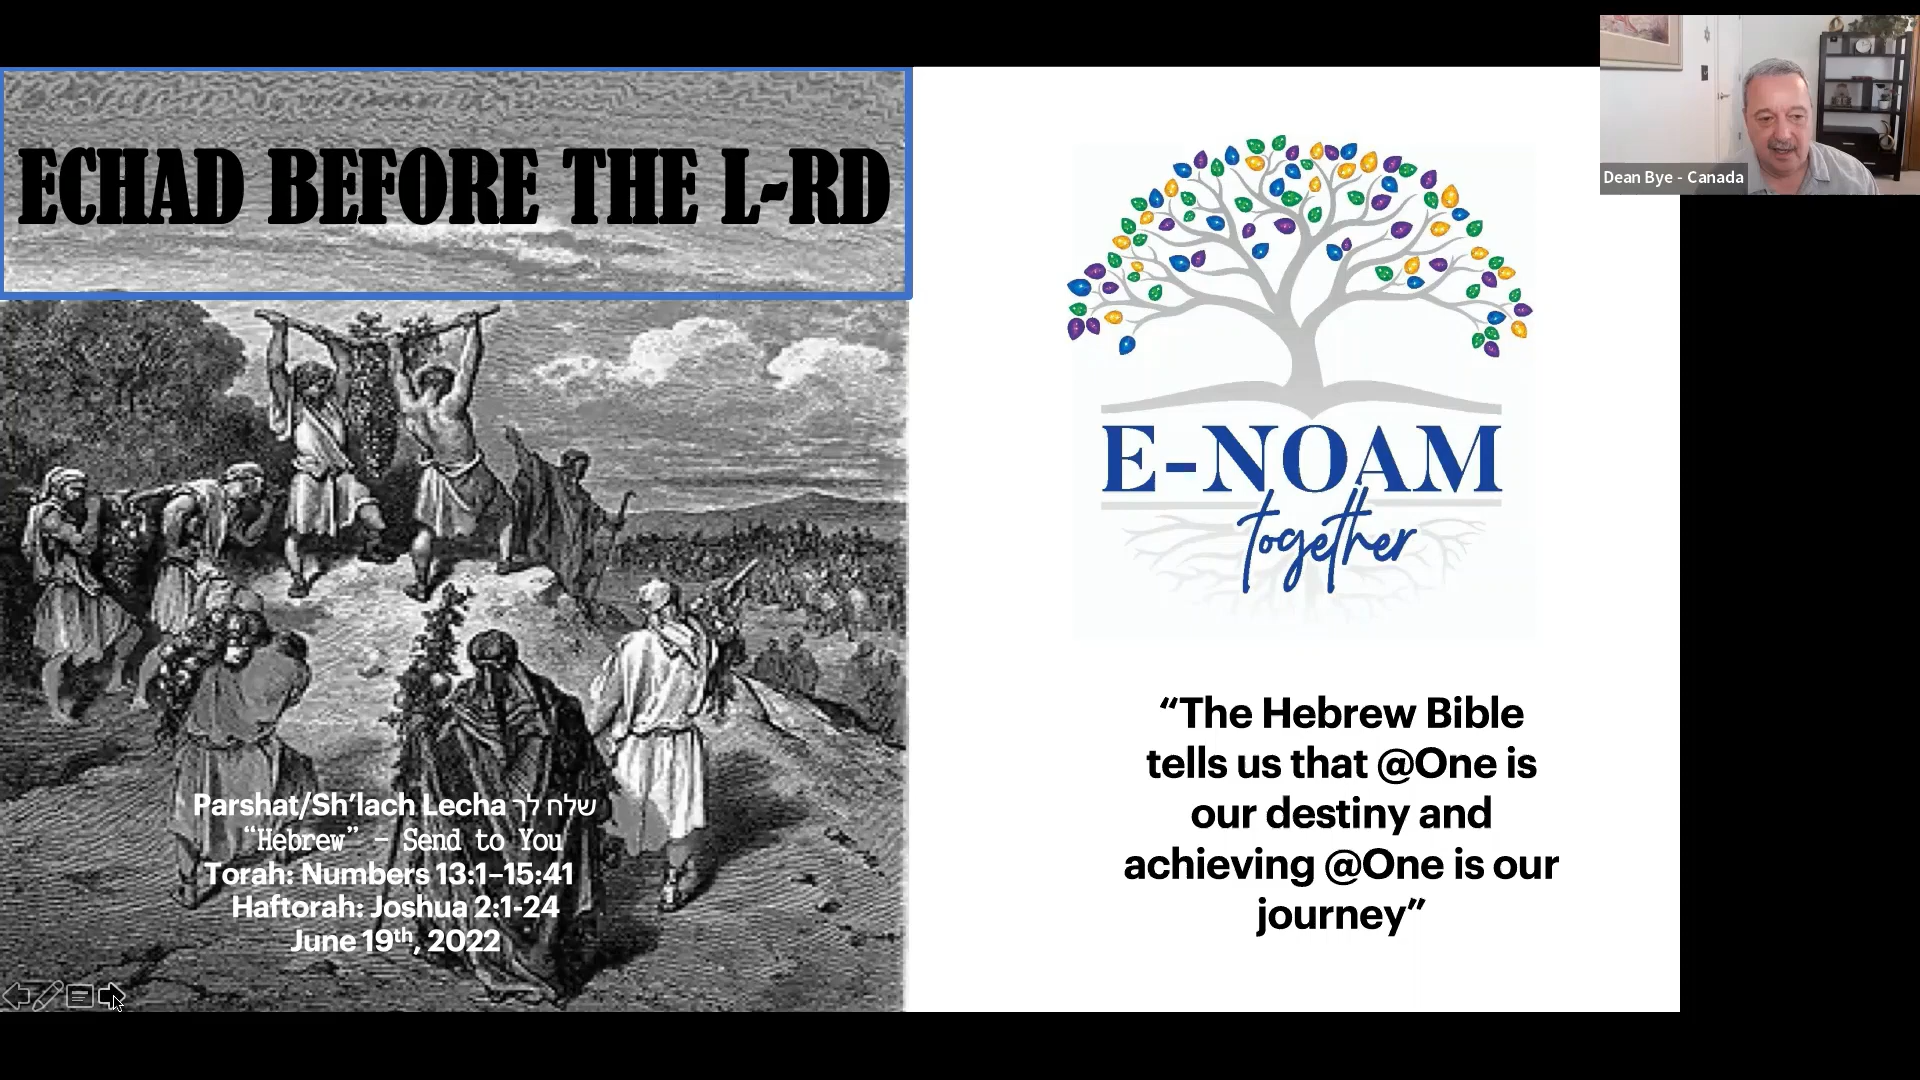 ECHAD BEFORE THE L~RD
Parshat/Sh’lach Lecha שלח לך
“Hebrew” – Send to You
Torah: Numbers 13:1–15:41
Haftorah: Joshua 2:1-24
June 19th, 2022
E-NOAM
together
“The Hebrew Bible
tells us that @One is
our destiny and
achieving @One is our
journey”
Dean Bye - Canada